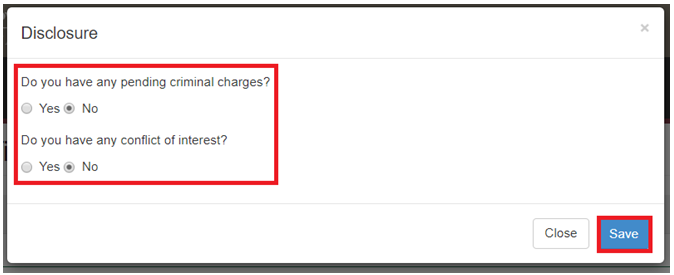 Disclosure ×
Do you have any pending criminal charges?
Yes No
Do you have any conflict of interest?
Yes No
Close Save